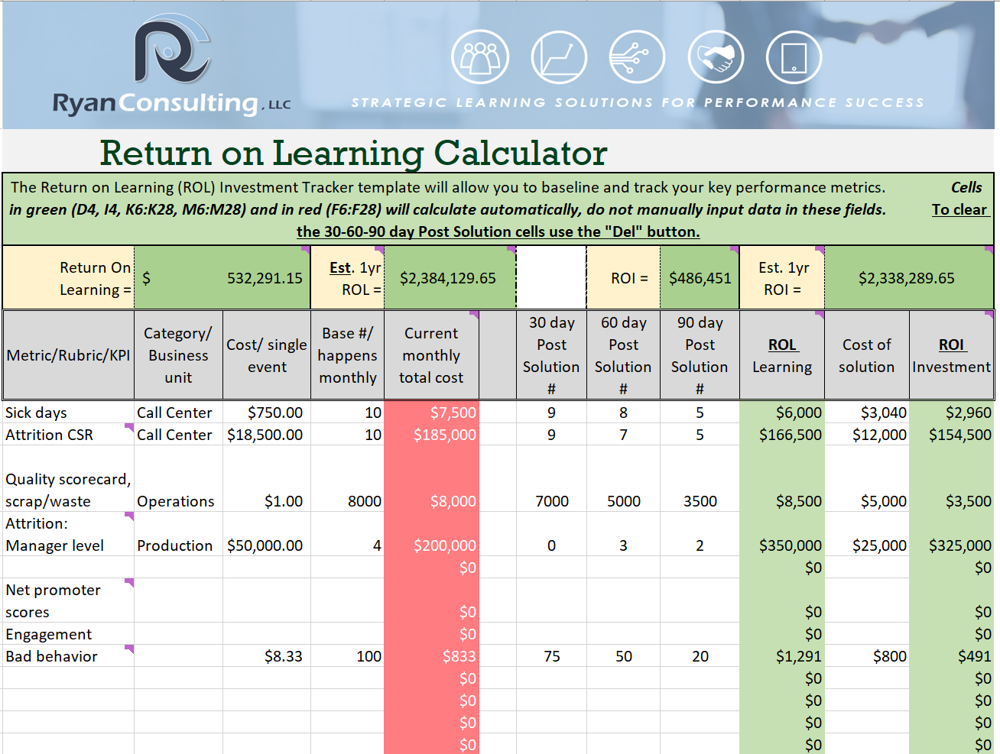 RyanConsulting, LLC
STRATEGIC LEARNING SOLUTIONS FOR PERFORMANCE SUCCESS
Return on Learning Calculator
The Return on Learning (ROL) Investment Tracker template will allow you to baseline and track your key performance metrics. Cells
in green (D4, I4, K6:K28, M6:M28) and in red (F6:F28) will calculate automatically, do not manually input data in these fields. To clear
the 30-60-90 day Post Solution cells use the "Del" button.
Return On Learning = $ 532,291.15 Est. 1yr ROL = $2,384,129.65 ROI = $486,451 Est. 1yr ROI = $2,338,289.65
Metric/Rubric/KPI Category/ Business unit Cost/ single event Base #/ happens monthly Current monthly total cost 30 day Post Solution # 60 day Post Solution # 90 day Post Solution # ROL Learning Cost of solution ROI Investment
Sick days Call Center $750.00 10 $7,500 9 8 5 $6,000 $3,040 $2,960
Attrition CSR Call Center $18,500.00 10 $185,000 9 7 5 $166,500 $12,000 $154,500
Quality scorecard,
scrap/waste Operations $1.00 8000 $8,000 7000 5000 3500 $8,500 $5,000 $3,500
Attrition:
Manager level Production $50,000.00 4 $200,000 0 3 2 $350,000 $25,000 $325,000
$0 $0 $0
Net promoter
scores $0 $0 $0
Engagement $0 $0 $0
Bad behavior $8.33 100 $833 75 50 20 $1,291 $800 $491
$0 $0 $0
$0 $0 $0
$0 $0 $0
$0 $0 $0